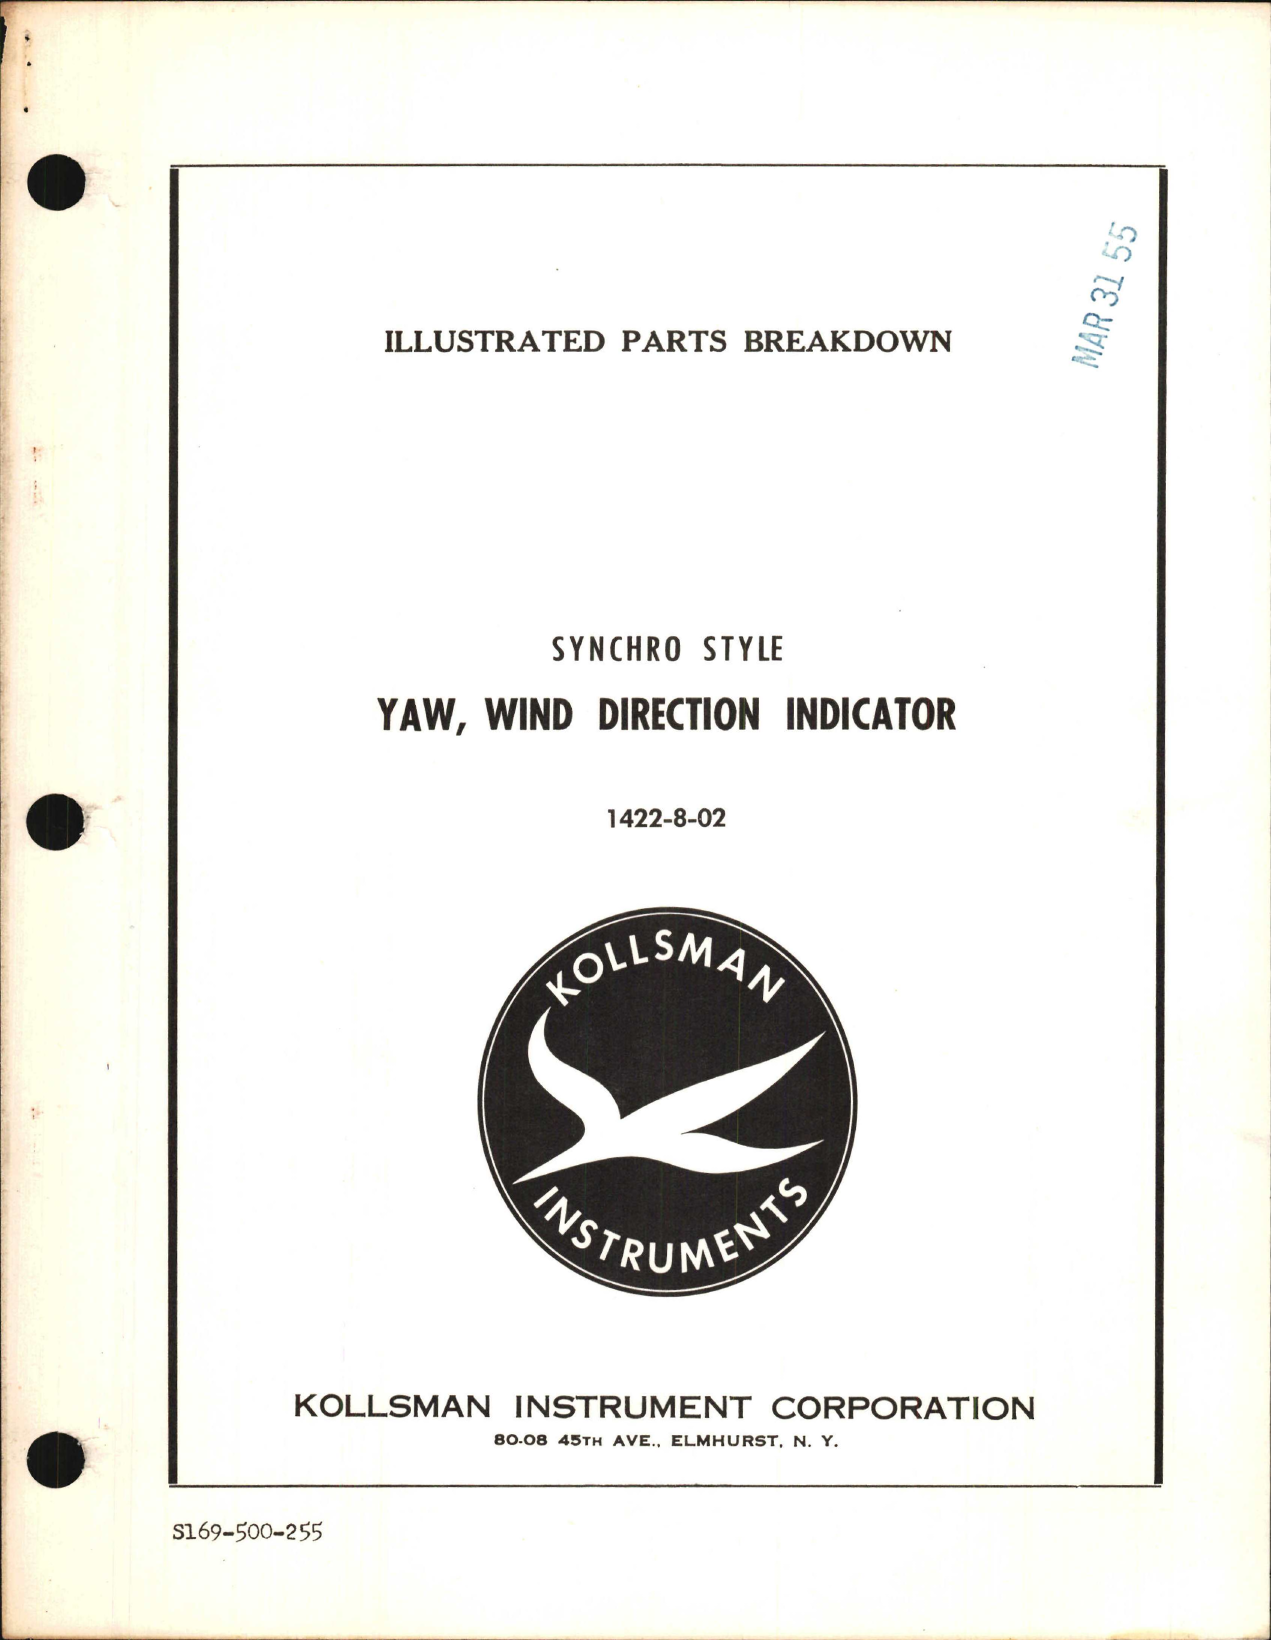 MAR 31 55
ILLUSTRATED PARTS BREAKDOWN
SYNCHRO STYLE
YAW, WIND DIRECTION INDICATOR
1422-8-02
KOLLSMAN
INSTRUMENTS
KOLLSMAN INSTRUMENT CORPORATION
80-08 45TH AVE., ELMHURST, N. Y.
S169-500-255